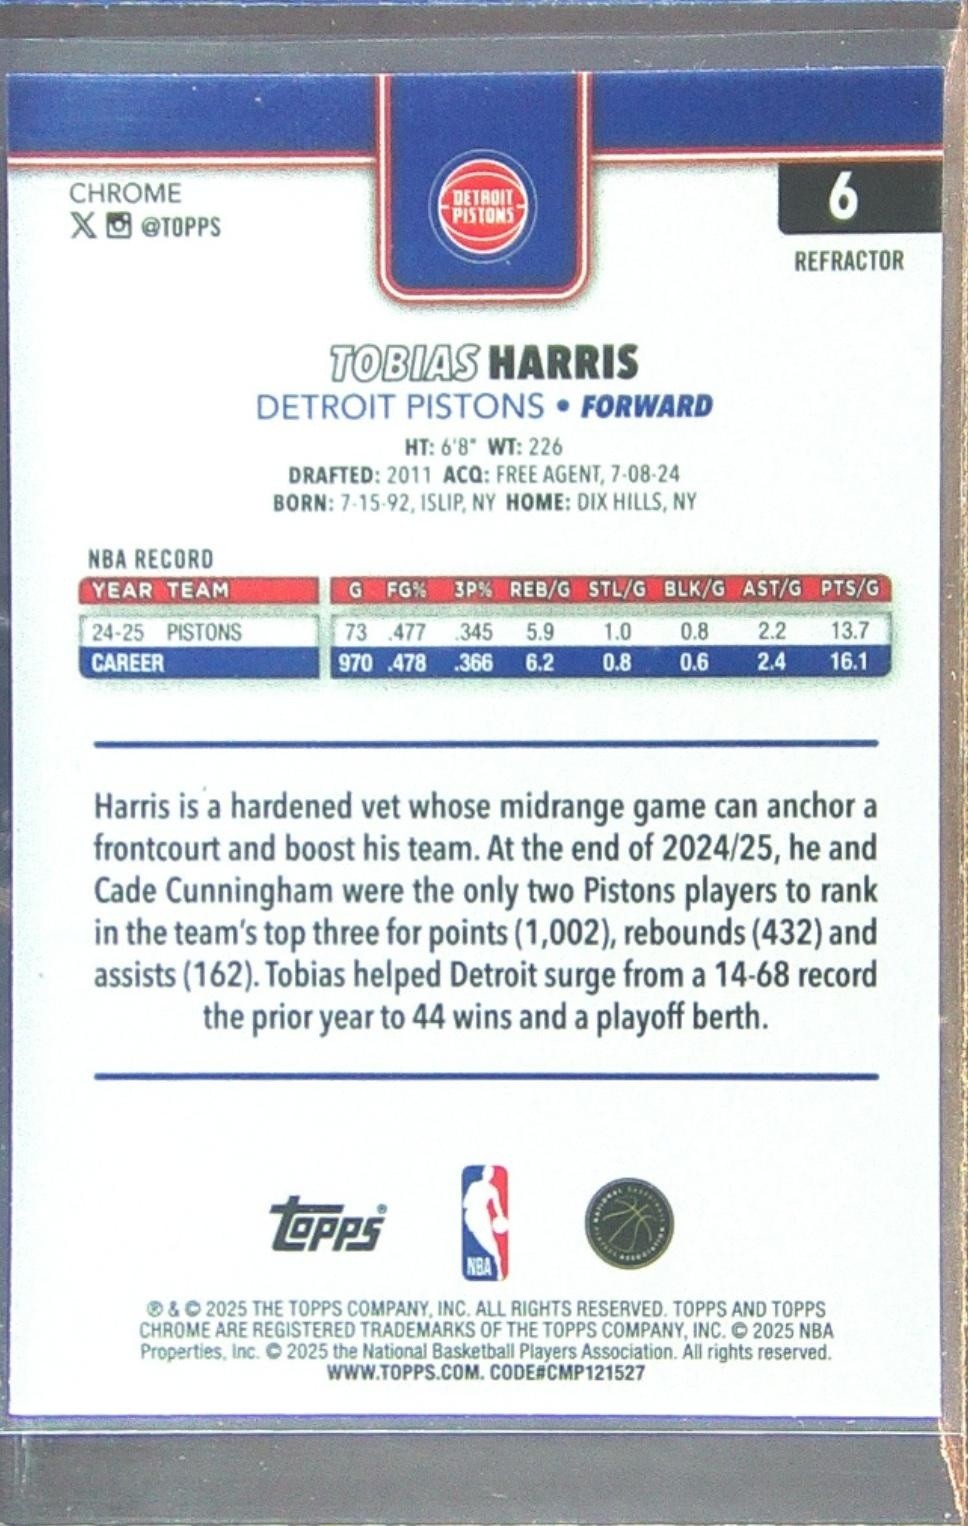 CHROME
X @TOPPS
DETROIT
PISTONS
6
REFRACTOR
TOBIAS HARRIS
DETROIT PISTONS • FORWARD
HT: 6'8" WT: 226
DRAFTED: 2011 ACQ: FREE AGENT, 7-08-24
BORN: 7-15-92, ISLIP, NY HOME: DIX HILLS, NY
NBA RECORD
YEAR TEAM G FG% 3P% REB/G STL/G BLK/G AST/G PTS/G
24-25 PISTONS 73 .477 .345 5.9 1.0 0.8 2.2 13.7
CAREER 970 .478 .366 6.2 0.8 0.6 2.4 16.1
Harris is a hardened vet whose midrange game can anchor a
frontcourt and boost his team. At the end of 2024/25, he and
Cade Cunningham were the only two Pistons players to rank
in the team's top three for points (1,002), rebounds (432) and
assists (162). Tobias helped Detroit surge from a 14-68 record
the prior year to 44 wins and a playoff berth.
Topps®
NBA
NATIONAL BASKETBALL PLAYERS ASSOCIATION
® & © 2025 THE TOPPS COMPANY, INC. ALL RIGHTS RESERVED. TOPPS AND TOPPS
CHROME ARE REGISTERED TRADEMARKS OF THE TOPPS COMPANY, INC. © 2025 NBA
Properties, Inc. © 2025 the National Basketball Players Association. All rights reserved.
WWW.TOPPS.COM. CODE#CMP121527